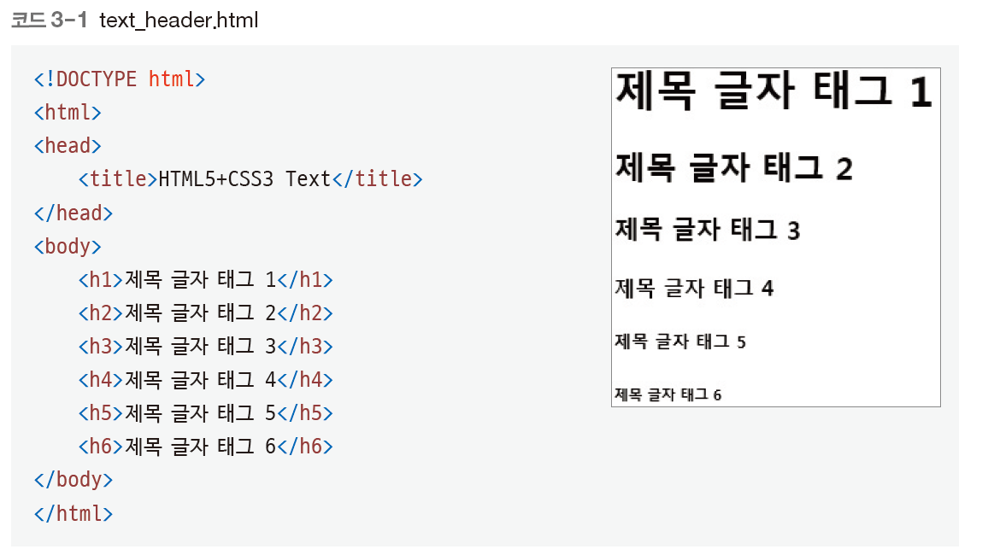 코드 3-1 text_header.html
<!DOCTYPE html>
<html>
<head>
    <title>HTML5+CSS3 Text</title>
</head>
<body>
    <h1>제목 글자 태그 1</h1>
    <h2>제목 글자 태그 2</h2>
    <h3>제목 글자 태그 3</h3>
    <h4>제목 글자 태그 4</h4>
    <h5>제목 글자 태그 5</h5>
    <h6>제목 글자 태그 6</h6>
</body>
</html>
제목 글자 태그 1
제목 글자 태그 2
제목 글자 태그 3
제목 글자 태그 4
제목 글자 태그 5
제목 글자 태그 6